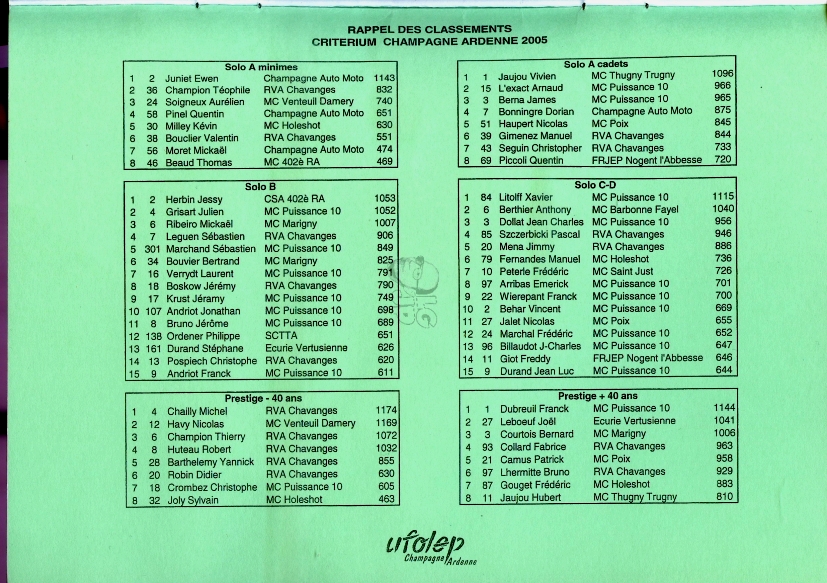 RAPPEL DES CLASSEMENTS
CRITERIUM CHAMPAGNE ARDENNE 2005
Solo A minimes
1 2 Juniet Ewen Champagne Auto Moto 1143
2 36 Champion Téophile RVA Chavanges 832
3 24 Soigneux Aurélien MC Venteuil Damery 740
4 58 Pinel Quentin Champagne Auto Moto 651
5 30 Milley Kévin MC Holeshot 630
6 38 Bouclier Valentin RVA Chavanges 551
7 56 Moret Mickaël Champagne Auto Moto 474
8 46 Beaud Thomas MC 402è RA 469
Solo A cadets
1 1 Jaujou Vivien MC Thugny Trugny 1096
2 15 L'exact Arnaud MC Puissance 10 966
3 3 Berna James MC Puissance 10 965
4 7 Bonningre Dorian Champagne Auto Moto 875
5 51 Haupert Nicolas MC Poix 845
6 39 Gimenez Manuel RVA Chavanges 844
7 43 Seguin Christopher RVA Chavanges 733
8 69 Piccoli Quentin FRJEP Nogent l'Abbesse 720
Solo B
1 2 Herbin Jessy CSA 402è RA 1053
2 4 Grisart Julien MC Puissance 10 1052
3 6 Ribeiro Mickaël MC Marigny 1007
4 7 Leguen Sébastien RVA Chavanges 906
5 301 Marchand Sébastien MC Puissance 10 849
6 34 Bouvier Bertrand MC Marigny 825
7 16 Verrydt Laurent MC Puissance 10 791
8 18 Boskow Jérémy RVA Chavanges 790
9 17 Krust Jéramy MC Puissance 10 749
10 107 Andriot Jonathan MC Puissance 10 698
11 8 Bruno Jérôme MC Puissance 10 689
12 138 Ordener Philippe SCTTA 651
13 161 Durand Stéphane Ecurie Vertusienne 626
14 13 Pospiech Christophe RVA Chavanges 620
15 9 Andriot Franck MC Puissance 10 611
Solo C-D
1 84 Litolff Xavier MC Puissance 10 1115
2 6 Berthier Anthony MC Barbonne Fayel 1040
3 3 Dollat Jean Charles MC Puissance 10 956
4 85 Szczerbicki Pascal RVA Chavanges 946
5 20 Mena Jimmy RVA Chavanges 886
6 79 Fernandes Manuel MC Holeshot 736
7 10 Peterle Frédéric MC Saint Just 726
8 97 Arribas Emerick MC Puissance 10 701
9 22 Wierepant Franck MC Puissance 10 700
10 2 Behar Vincent MC Puissance 10 669
11 27 Jalet Nicolas MC Poix 655
12 24 Marchal Frédéric MC Puissance 10 652
13 96 Billaudot J-Charles MC Puissance 10 647
14 11 Giot Freddy FRJEP Nogent l'Abbesse 646
15 9 Durand Jean Luc MC Puissance 10 644
Prestige - 40 ans
1 4 Chailly Michel RVA Chavanges 1174
2 12 Havy Nicolas MC Venteuil Damery 1169
3 6 Champion Thierry RVA Chavanges 1072
4 8 Huteau Robert RVA Chavanges 1032
5 28 Barthelemy Yannick RVA Chavanges 855
6 20 Robin Didier RVA Chavanges 630
7 18 Crombez Christophe MC Puissance 10 605
8 32 Joly Sylvain MC Holeshot 463
Prestige + 40 ans
1 1 Dubreuil Franck MC Puissance 10 1144
2 27 Leboeuf Joël Ecurie Vertusienne 1041
3 3 Courtois Bernard MC Marigny 1006
4 93 Collard Fabrice RVA Chavanges 963
5 21 Camus Patrick MC Poix 958
6 97 Lhermitte Bruno RVA Chavanges 929
7 87 Gouget Frédéric MC Holeshot 883
8 11 Jaujou Hubert MC Thugny Trugny 810
ufolep
Champagne Ardenne